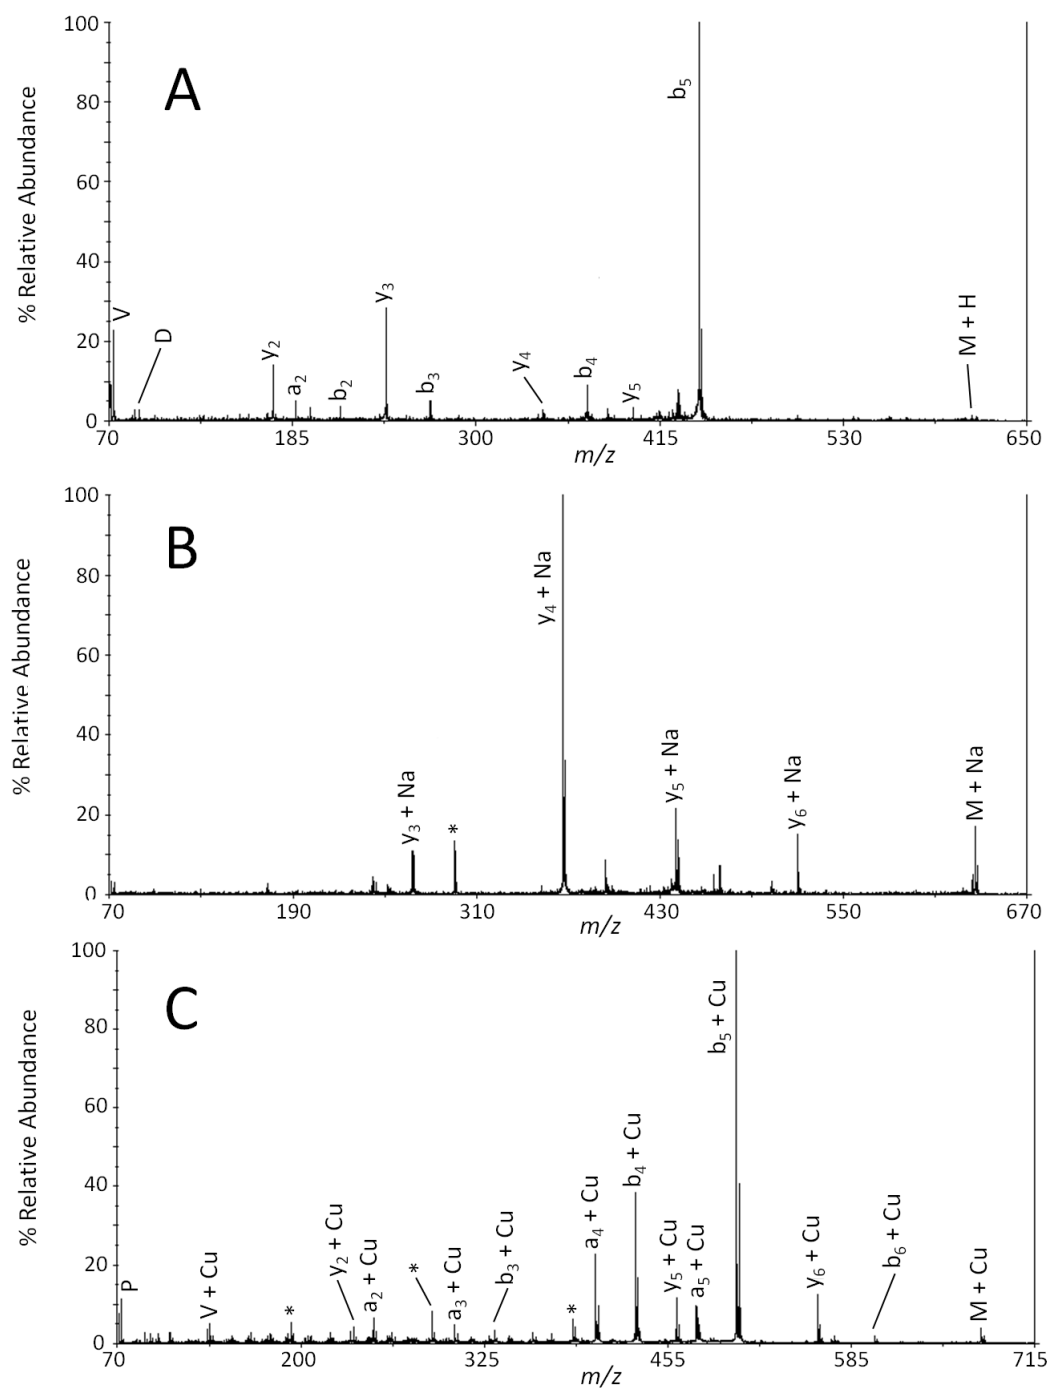 A
% Relative Abundance
100
80
60
40
20
0
V
D
y₂
a₂
b₂
y₃
b₃
y₄
b₄
y₅
b₅
M + H
70 185 300 415 530 650
m/z
B
% Relative Abundance
100
80
60
40
20
0
y₃ + Na
*
y₄ + Na
y₅ + Na
y₆ + Na
M + Na
70 190 310 430 550 670
m/z
C
% Relative Abundance
100
80
60
40
20
0
P
V + Cu
*
y₂ + Cu
a₂ + Cu
*
a₃ + Cu
b₃ + Cu
*
a₄ + Cu
b₄ + Cu
y₅ + Cu
a₅ + Cu
b₅ + Cu
y₆ + Cu
b₆ + Cu
M + Cu
70 200 325 455 585 715
m/z